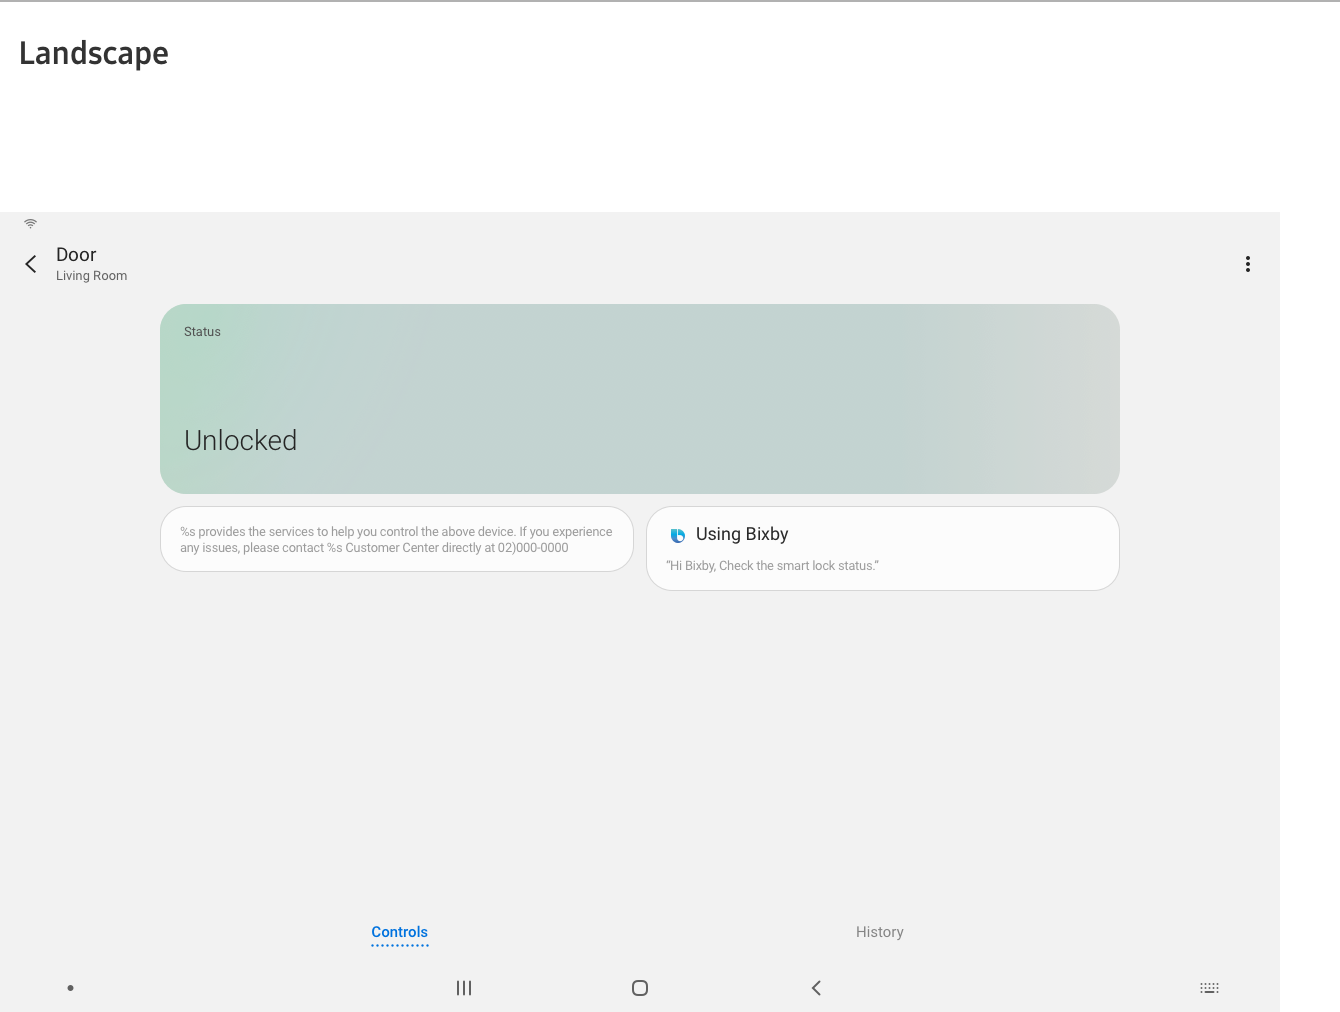 Landscape
Door
Living Room
Status
Unlocked
%s provides the services to help you control the above device. If you experience
any issues, please contact %s Customer Center directly at 02)000-0000
Using Bixby
“Hi Bixby, Check the smart lock status.”
Controls
History